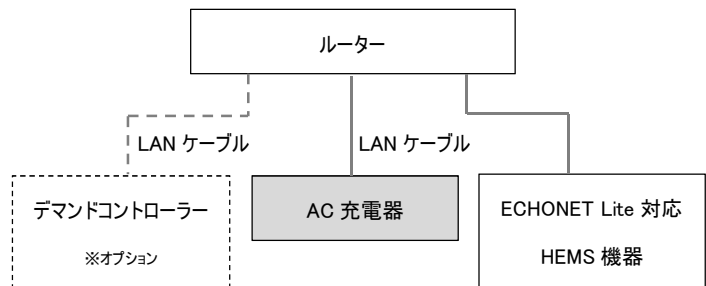 ルーター
LAN ケーブル
LAN ケーブル
デマンドコントローラー
※オプション
AC 充電器
ECHONET Lite 対応
HEMS 機器